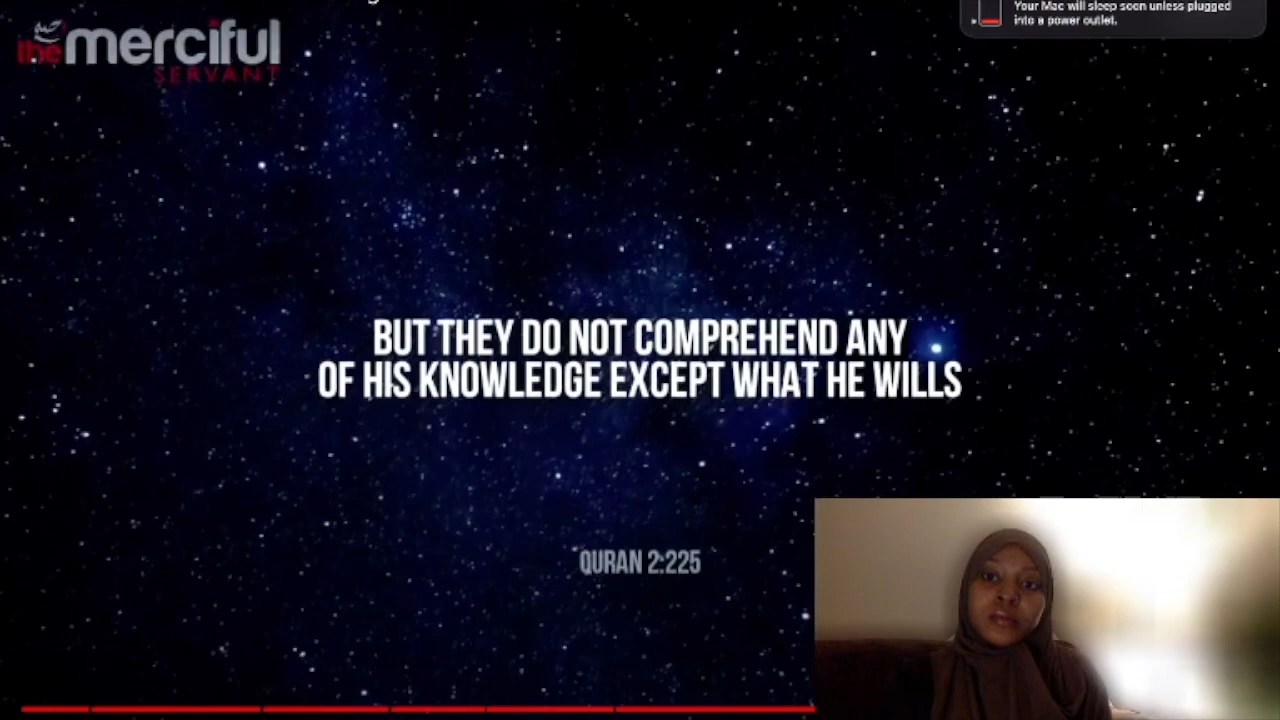 the merciful
SERVANT
Your Mac will sleep soon unless plugged
into a power outlet.
BUT THEY DO NOT COMPREHEND ANY
OF HIS KNOWLEDGE EXCEPT WHAT HE WILLS
QURAN 2:225